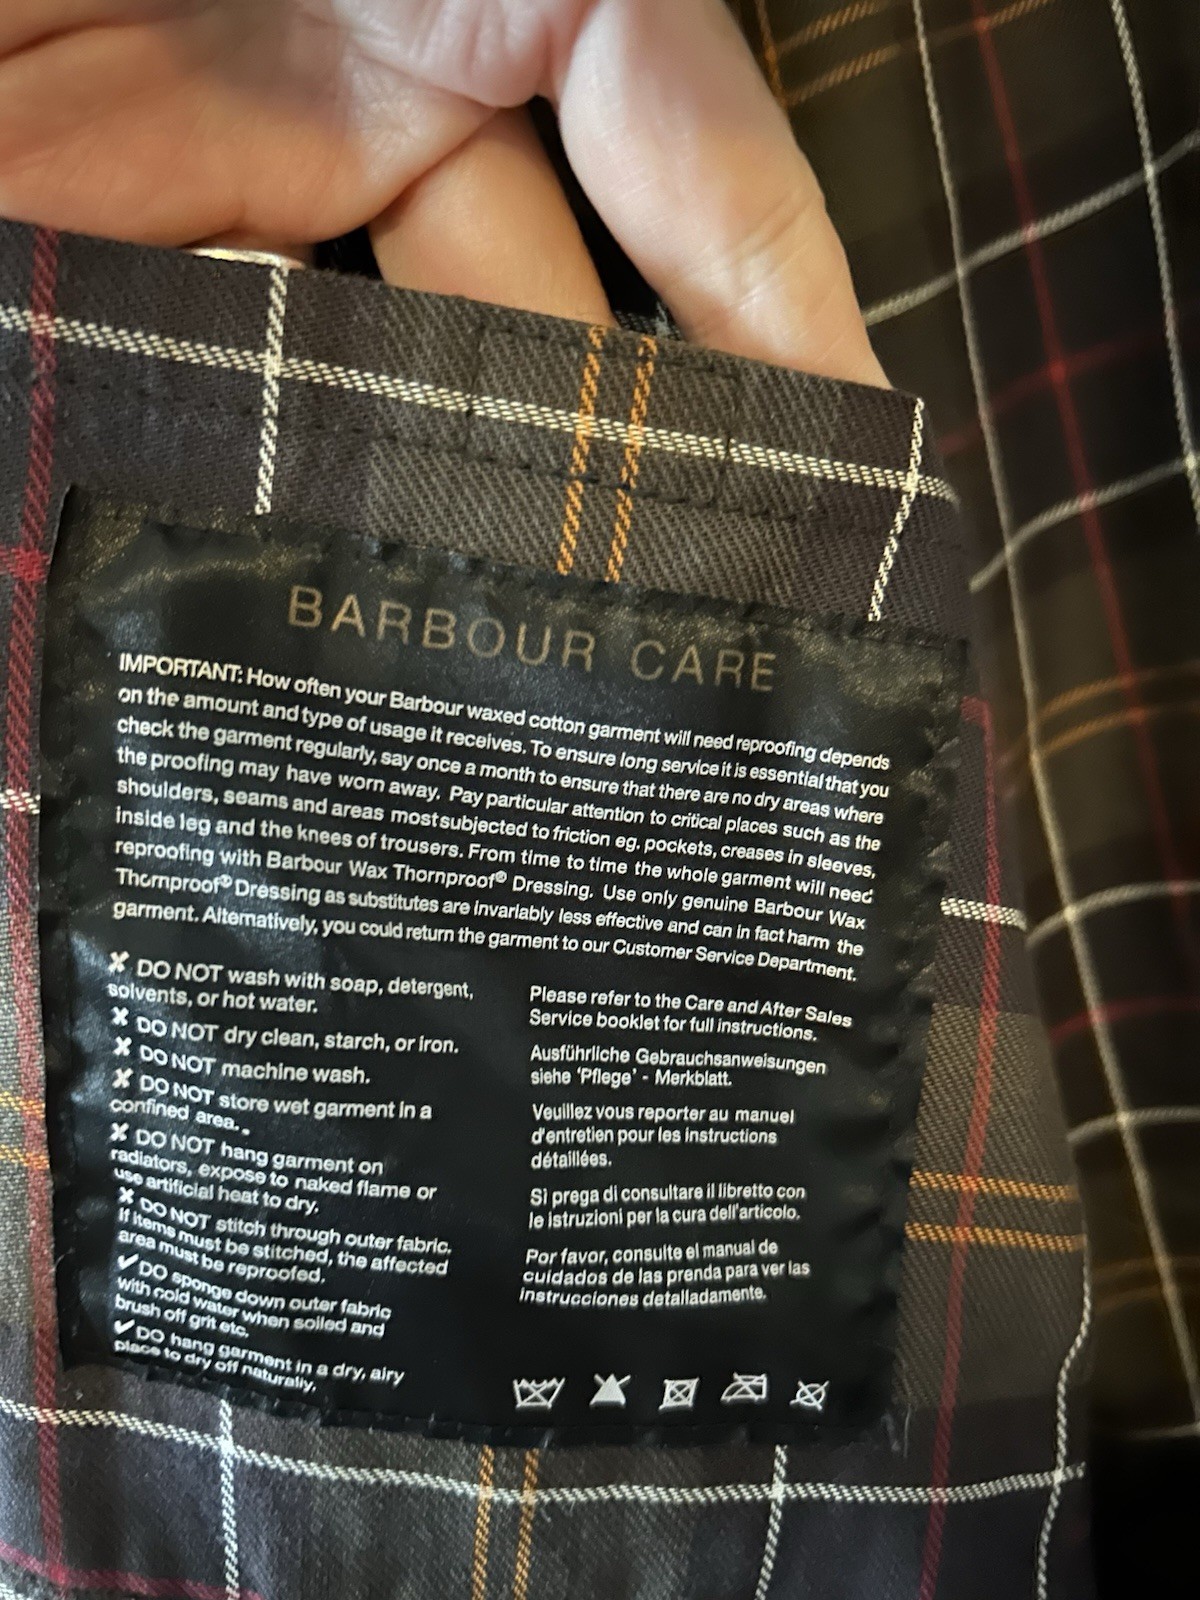 BARBOUR CARE
IMPORTANT: How often your Barbour waxed cotton garment will need reproofing depends
on the amount and type of usage it receives. To ensure long service it is essential that you
check the garment regularly, say once a month to ensure that there are no dry areas where
the proofing may have worn away. Pay particular attention to critical places such as the
shoulders, seams and areas most subjected to friction eg. pockets, creases in sleeves,
inside leg and the knees of trousers. From time to time the whole garment will need
reproofing with Barbour Wax Thornproof® Dressing. Use only genuine Barbour Wax
Thornproof® Dressing as substitutes are invariably less effective and can in fact harm the
garment. Alternatively, you could return the garment to our Customer Service Department.
✗ DO NOT wash with soap, detergent,
solvents, or hot water.
✗ DO NOT dry clean, starch, or iron.
✗ DO NOT machine wash.
✗ DO NOT store wet garment in a
confined area..
✗ DO NOT hang garment on
radiators, expose to naked flame or
use artificial heat to dry.
✗ DO NOT stitch through outer fabric.
If items must be stitched, the affected
area must be reproofed.
✔ DO sponge down outer fabric
with cold water when soiled and
brush off grit etc.
✔ DO hang garment in a dry, airy
place to dry off naturally.
Please refer to the Care and After Sales
Service booklet for full instructions.
Ausführliche Gebrauchsanweisungen
siehe 'Pflege' - Merkblatt.
Veuillez vous reporter au manuel
d'entretien pour les instructions
détaillées.
Si prega di consultare il libretto con
le istruzioni per la cura dell'articolo.
Por favor, consulte el manual de
cuidados de las prenda para ver las
instrucciones detalladamente.